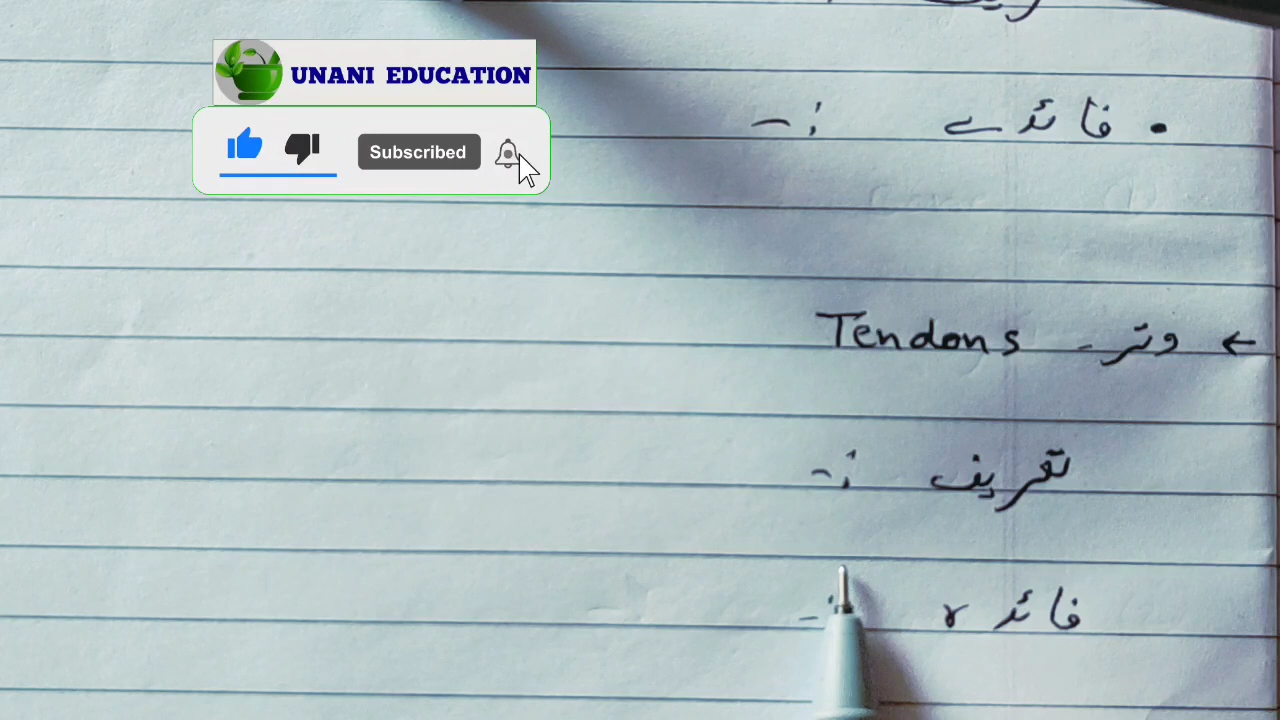 UNANI EDUCATION
Subscribed
• فائدے :-
← وتر۔ Tendons
تعریف :-
فائدہ :-